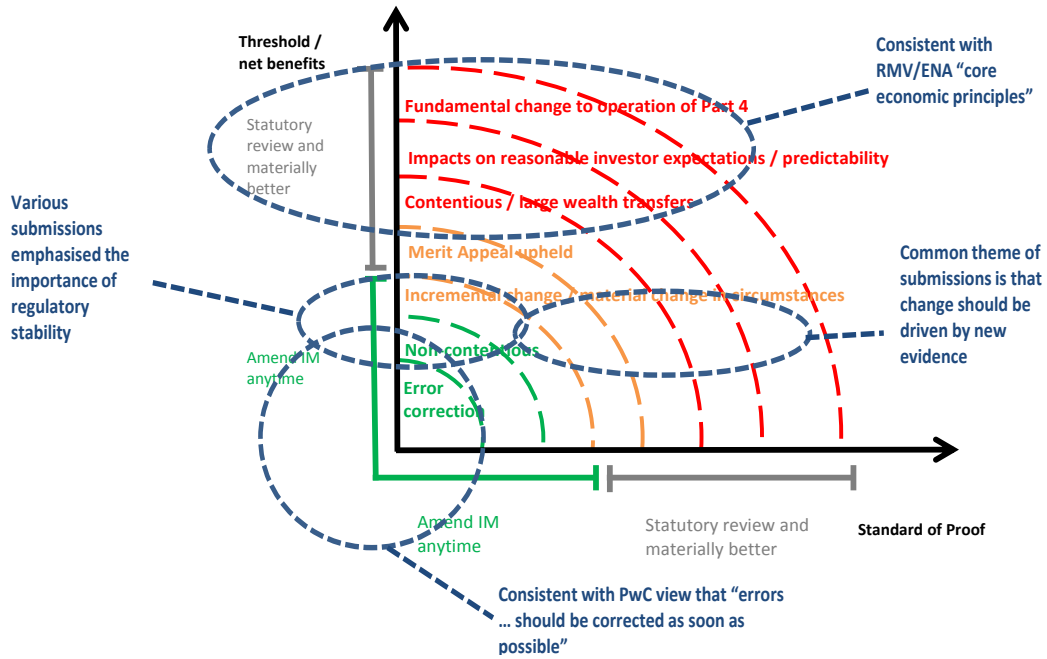 Threshold /
net benefits
Consistent with
RMV/ENA “core
economic principles”
Fundamental change to operation of Part 4
Statutory
review and
materially
better
Impacts on reasonable investor expectations / predictability
Contentious / large wealth transfers
Various
submissions
emphasised the
importance of
regulatory
stability
Merit Appeal upheld
Common theme of
submissions is that
change should be
driven by new
evidence
Incremental change / material change in circumstances
Amend IM
anytime
Non-contentious
Error
correction
Amend IM
anytime
Statutory review and
materially better
Standard of Proof
Consistent with PwC view that “errors
… should be corrected as soon as
possible”